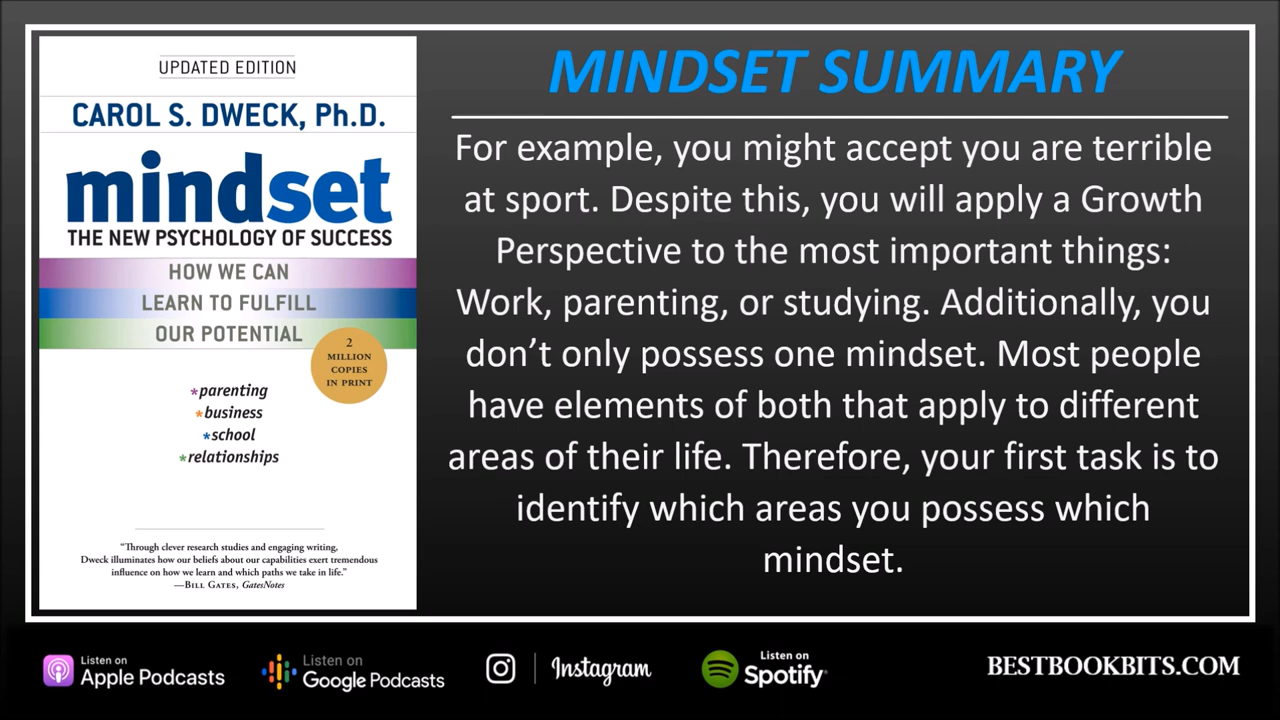 UPDATED EDITION
CAROL S. DWECK, Ph.D.
mindset
THE NEW PSYCHOLOGY OF SUCCESS
HOW WE CAN
LEARN TO FULFILL
OUR POTENTIAL
2
MILLION
COPIES
IN PRINT
*parenting
*business
*school
*relationships
“Through clever research studies and engaging writing,
Dweck illuminates how our beliefs about our capabilities exert tremendous
influence on how we learn and which paths we take in life.”
—BILL GATES, GatesNotes
MINDSET SUMMARY
For example, you might accept you are terrible
at sport. Despite this, you will apply a Growth
Perspective to the most important things:
Work, parenting, or studying. Additionally, you
don’t only possess one mindset. Most people
have elements of both that apply to different
areas of their life. Therefore, your first task is to
identify which areas you possess which
mindset.
Listen on
Apple Podcasts
Listen on
Google Podcasts
Instagram
Listen on
Spotify
BESTBOOKBITS.COM